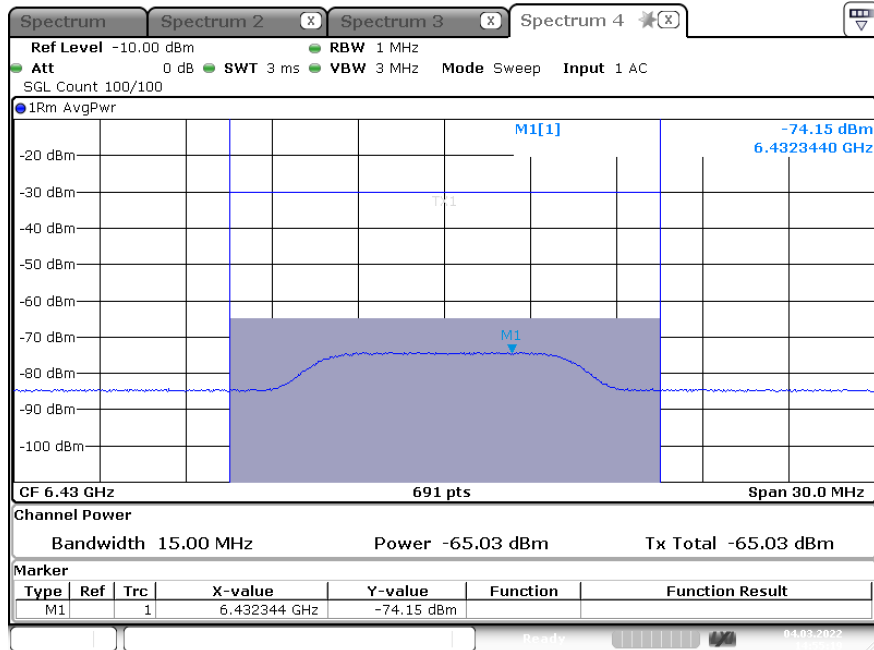 Spectrum Spectrum 2 X Spectrum 3 X Spectrum 4 X
Ref Level -10.00 dBm RBW 1 MHz
Att 0 dB SWT 3 ms VBW 3 MHz Mode Sweep Input 1 AC
SGL Count 100/100
1Rm AvgPwr
M1[1] -74.15 dBm
6.4323440 GHz
-20 dBm
-30 dBm
TX1
-40 dBm
-50 dBm
-60 dBm
-70 dBm
M1
-80 dBm
-90 dBm
-100 dBm
CF 6.43 GHz 691 pts Span 30.0 MHz
Channel Power
Bandwidth 15.00 MHz Power -65.03 dBm Tx Total -65.03 dBm
Marker
Type Ref Trc X-value Y-value Function Function Result
M1 1 6.432344 GHz -74.15 dBm
Ready 04.03.2022